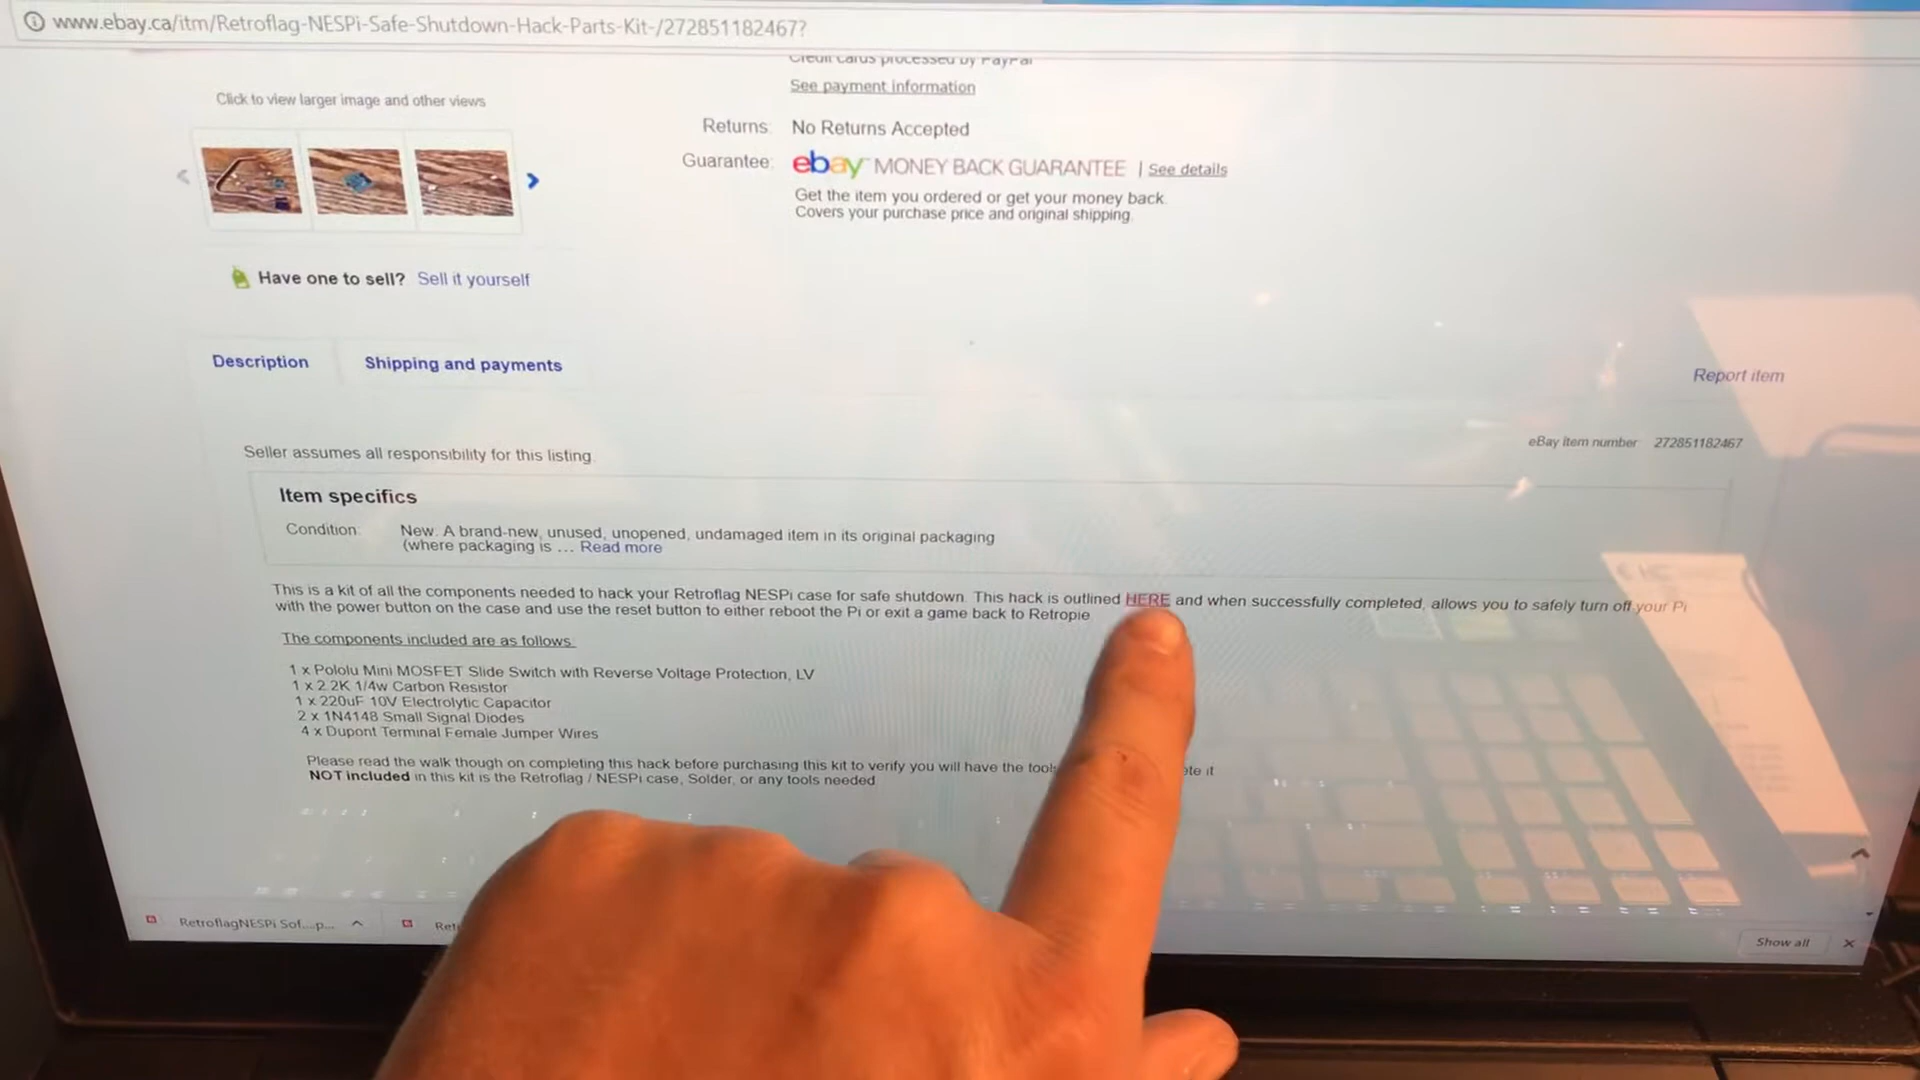 www.ebay.ca/itm/Retroflag-NESPi-Safe-Shutdown-Hack-Parts-Kit-/272851182467?
Credit cards processed by PayPal
See payment information
Click to view larger image and other views
Returns: No Returns Accepted
Guarantee: ebay MONEY BACK GUARANTEE | See details
Get the item you ordered or get your money back.
Covers your purchase price and original shipping.
Have one to sell? Sell it yourself
Description Shipping and payments
Report item
eBay item number: 272851182467
Seller assumes all responsibility for this listing.
Item specifics
Condition: New: A brand-new, unused, unopened, undamaged item in its original packaging
(where packaging is ... Read more
This is a kit of all the components needed to hack your Retroflag NESPi case for safe shutdown. This hack is outlined HERE and when successfully completed, allows you to safely turn off your Pi
with the power button on the case and use the reset button to either reboot the Pi or exit a game back to Retropie
The components included are as follows:
1 x Pololu Mini MOSFET Slide Switch with Reverse Voltage Protection, LV
1 x 2.2K 1/4w Carbon Resistor
1 x 220uF 10V Electrolytic Capacitor
2 x 1N4148 Small Signal Diodes
4 x Dupont Terminal Female Jumper Wires
Please read the walk though on completing this hack before purchasing this kit to verify you will have the tool ete it
NOT included in this kit is the Retroflag / NESPi case, Solder, or any tools needed
RetroflagNESPi Sof....p... Ret
Show all